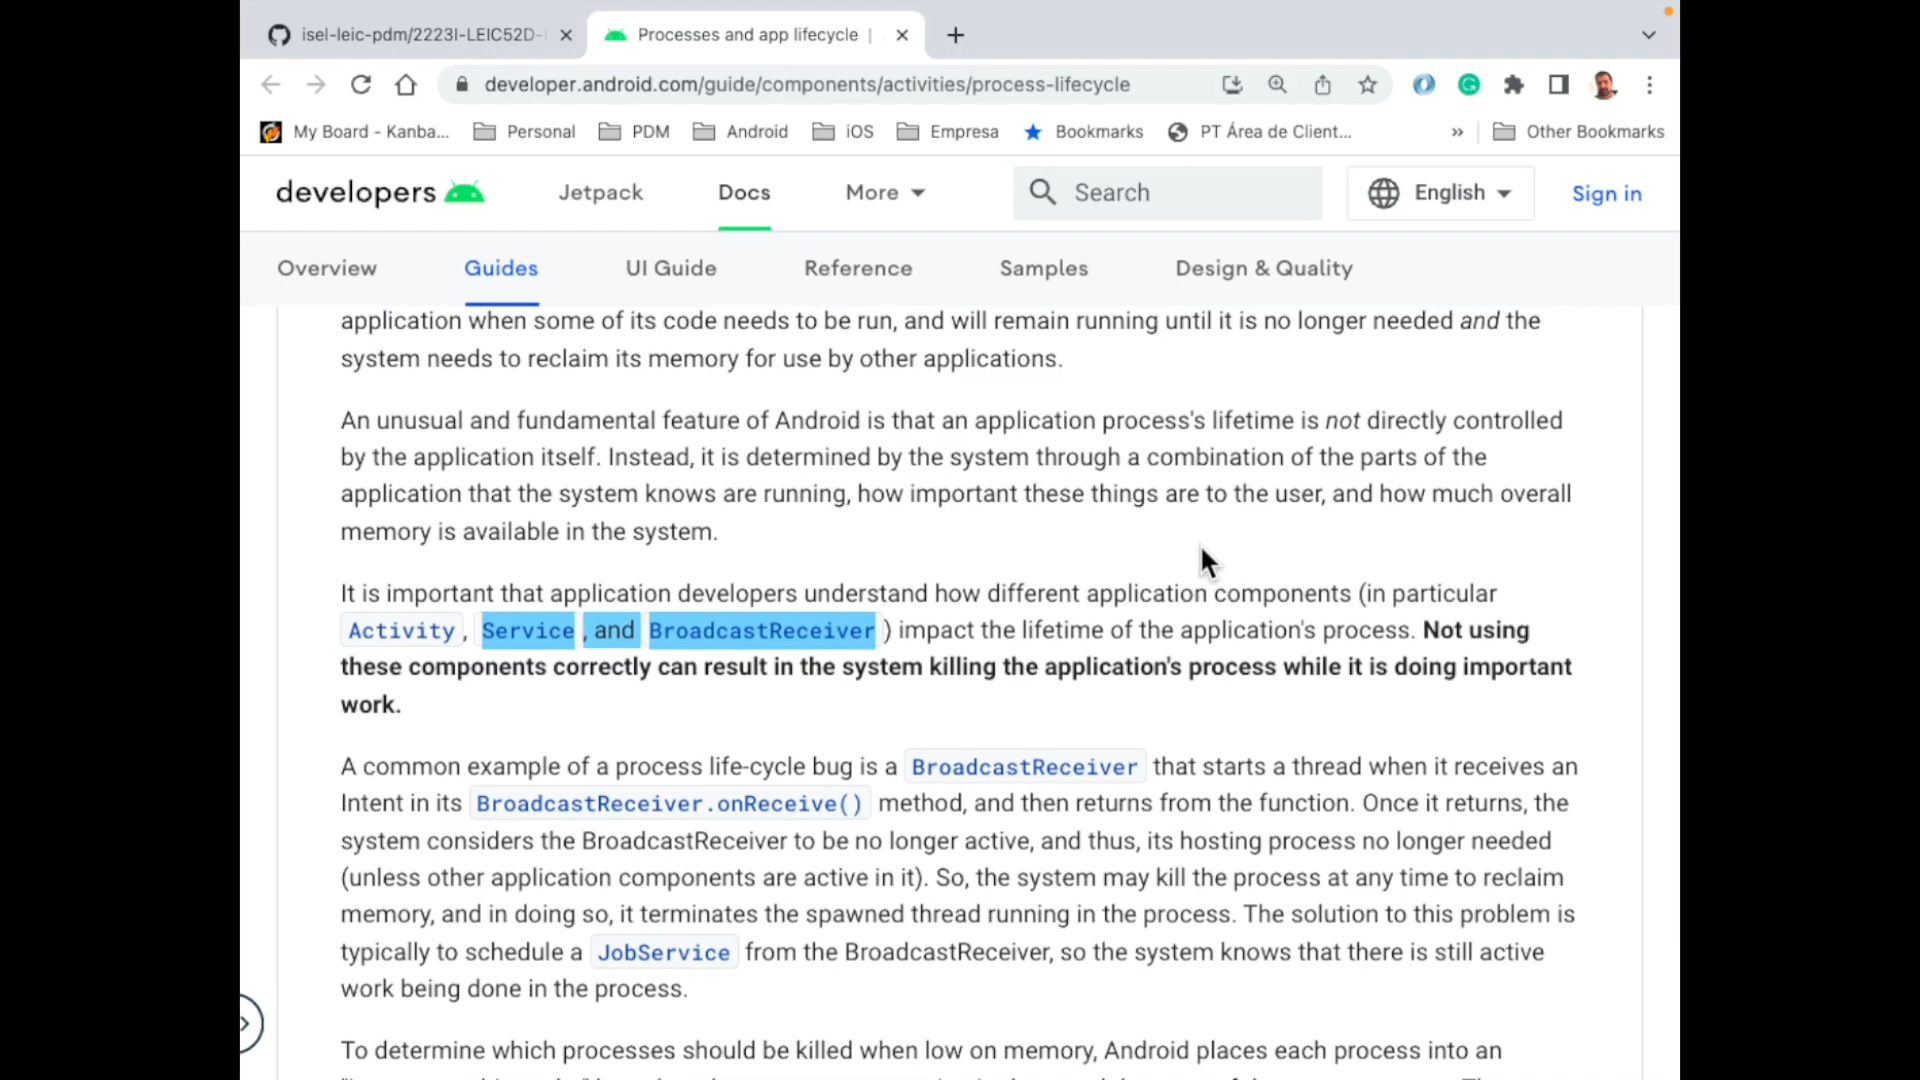 isel-leic-pdm/2223I-LEIC52D-
Processes and app lifecycle |
developer.android.com/guide/components/activities/process-lifecycle
My Board - Kanba...
Personal
PDM
Android
iOS
Empresa
Bookmarks
PT Área de Client...
»
Other Bookmarks
developers
Jetpack
Docs
More
Search
English
Sign in
Overview
Guides
UI Guide
Reference
Samples
Design & Quality
application when some of its code needs to be run, and will remain running until it is no longer needed and the
system needs to reclaim its memory for use by other applications.
An unusual and fundamental feature of Android is that an application process's lifetime is not directly controlled
by the application itself. Instead, it is determined by the system through a combination of the parts of the
application that the system knows are running, how important these things are to the user, and how much overall
memory is available in the system.
It is important that application developers understand how different application components (in particular
Activity, Service, and BroadcastReceiver) impact the lifetime of the application's process. Not using
these components correctly can result in the system killing the application's process while it is doing important
work.
A common example of a process life-cycle bug is a BroadcastReceiver that starts a thread when it receives an
Intent in its BroadcastReceiver.onReceive() method, and then returns from the function. Once it returns, the
system considers the BroadcastReceiver to be no longer active, and thus, its hosting process no longer needed
(unless other application components are active in it). So, the system may kill the process at any time to reclaim
memory, and in doing so, it terminates the spawned thread running in the process. The solution to this problem is
typically to schedule a JobService from the BroadcastReceiver, so the system knows that there is still active
work being done in the process.
To determine which processes should be killed when low on memory, Android places each process into an